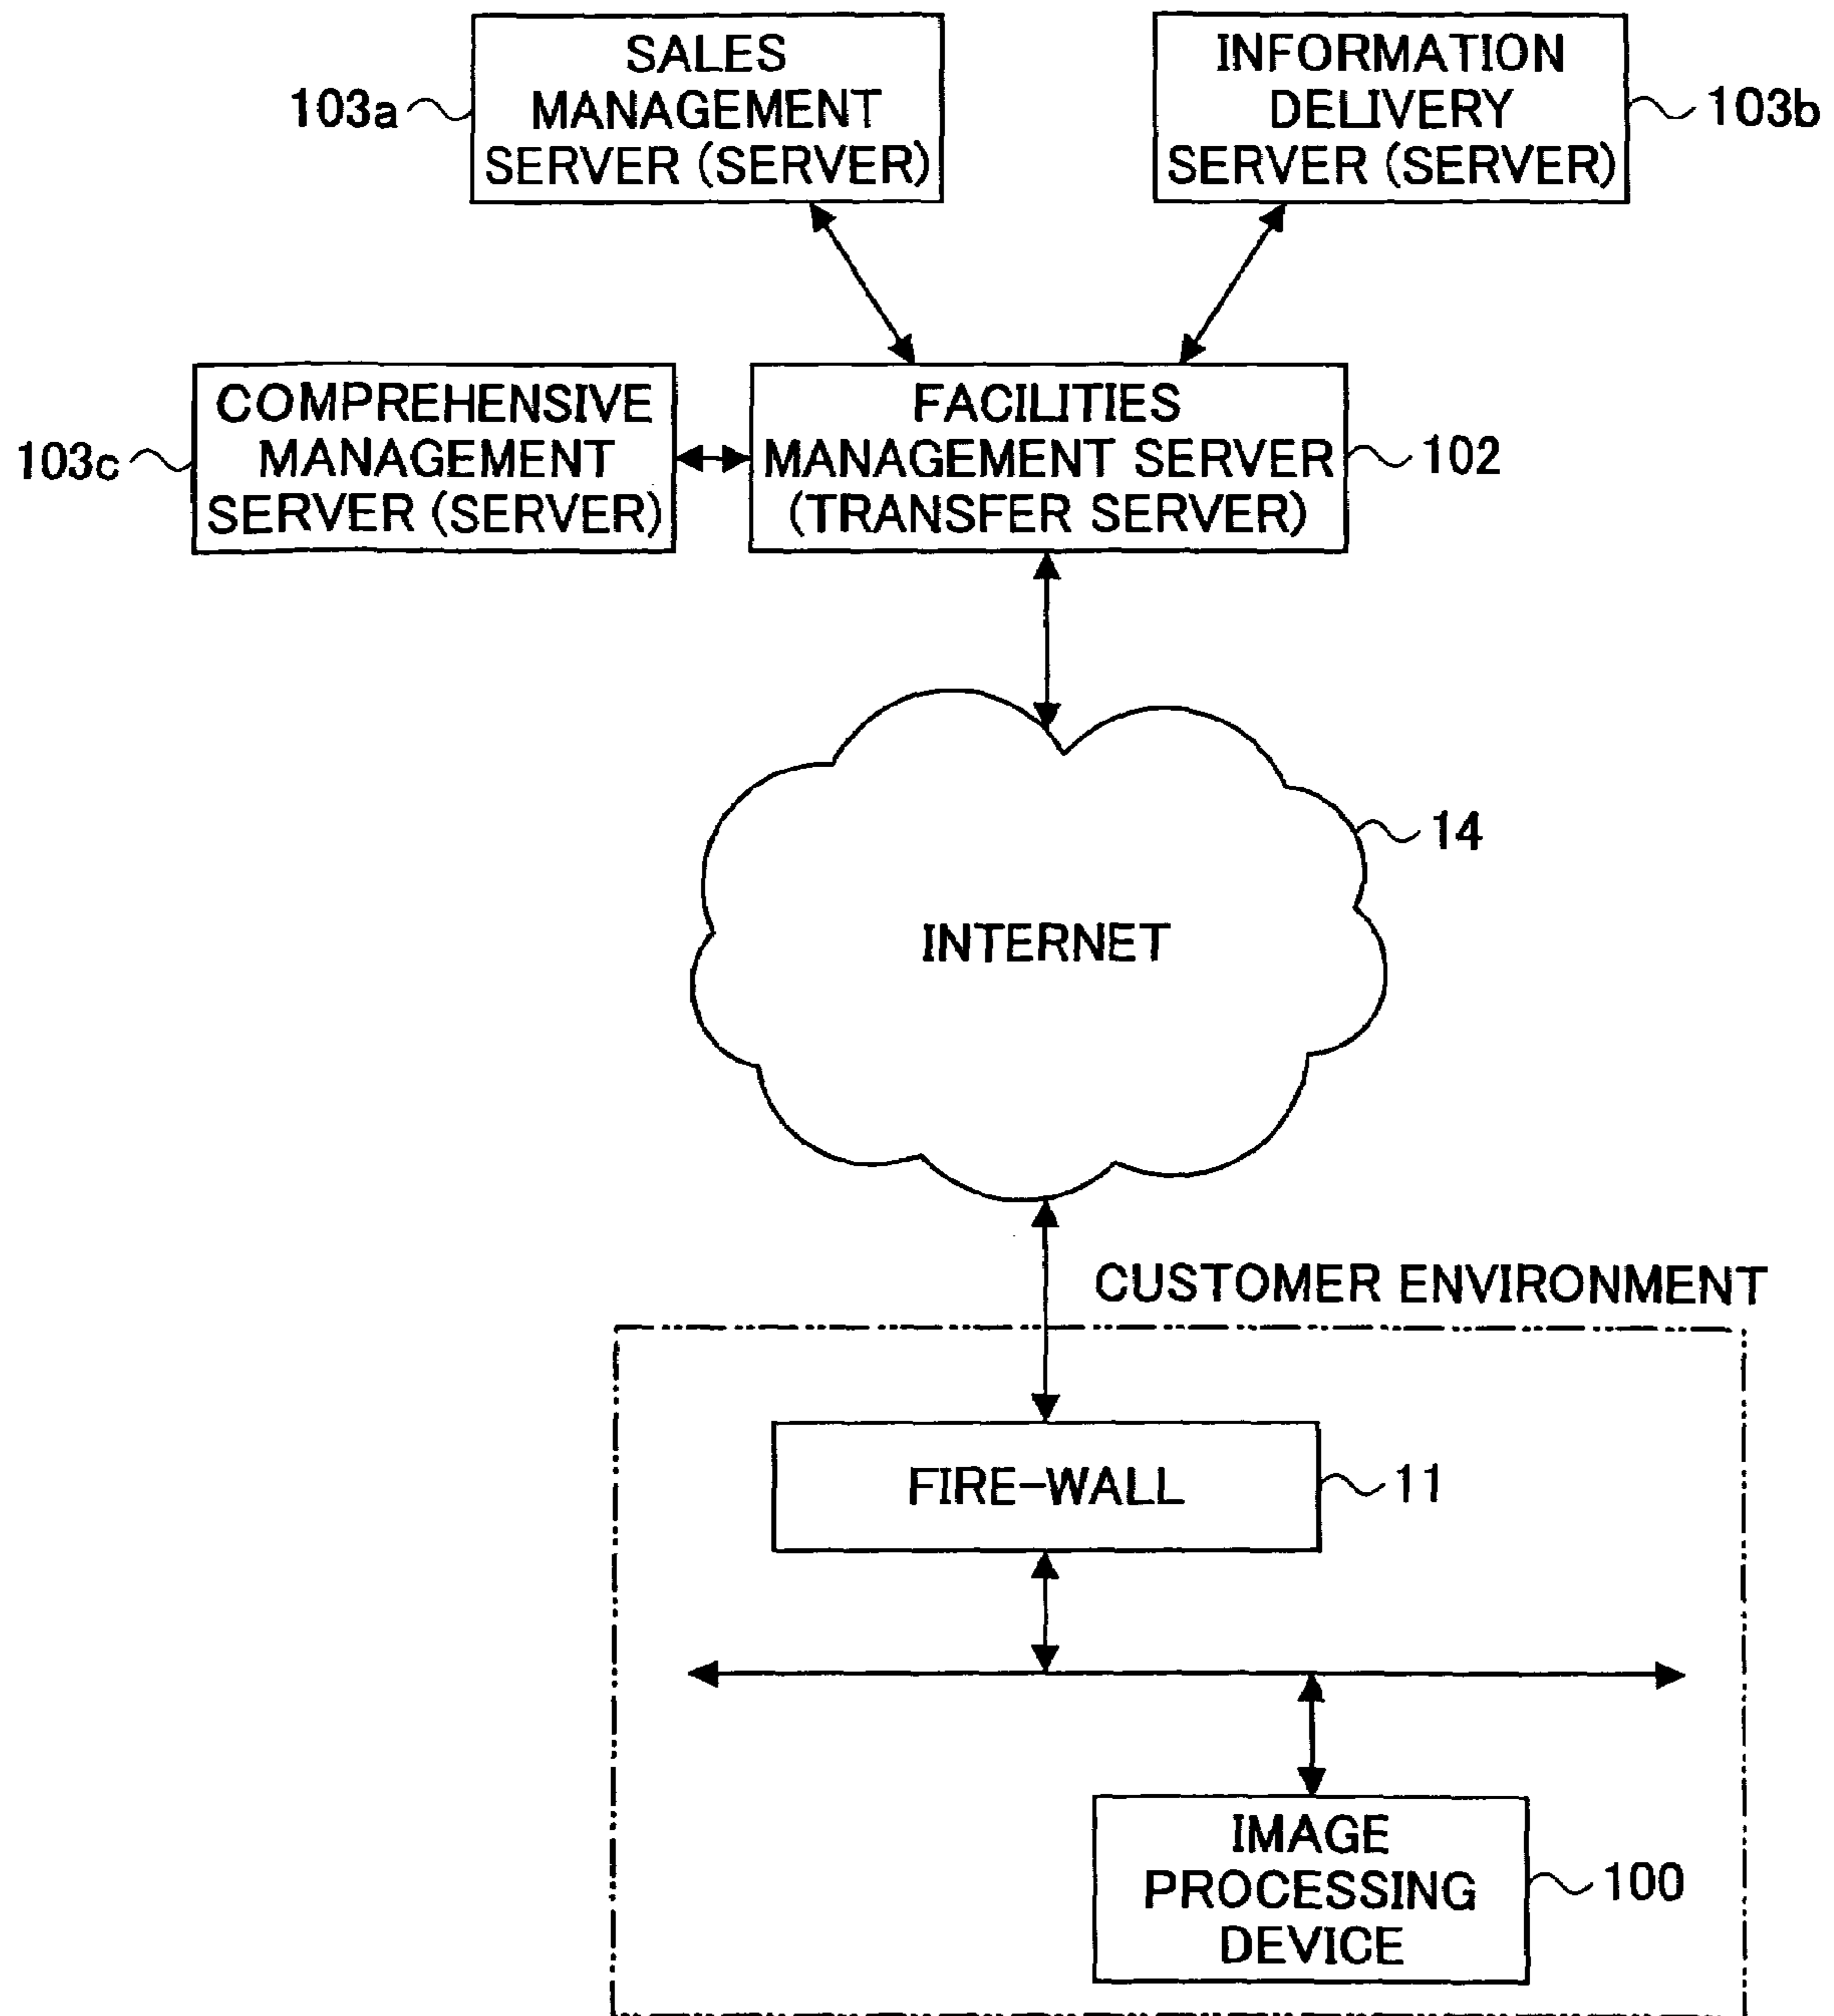 SALES
MANAGEMENT
SERVER (SERVER)
103a
INFORMATION
DELIVERY
SERVER (SERVER)
103b
COMPREHENSIVE
MANAGEMENT
SERVER (SERVER)
103c
FACILITIES
MANAGEMENT SERVER
(TRANSFER SERVER)
102
14
INTERNET
CUSTOMER ENVIRONMENT
FIRE-WALL
11
IMAGE
PROCESSING
DEVICE
100